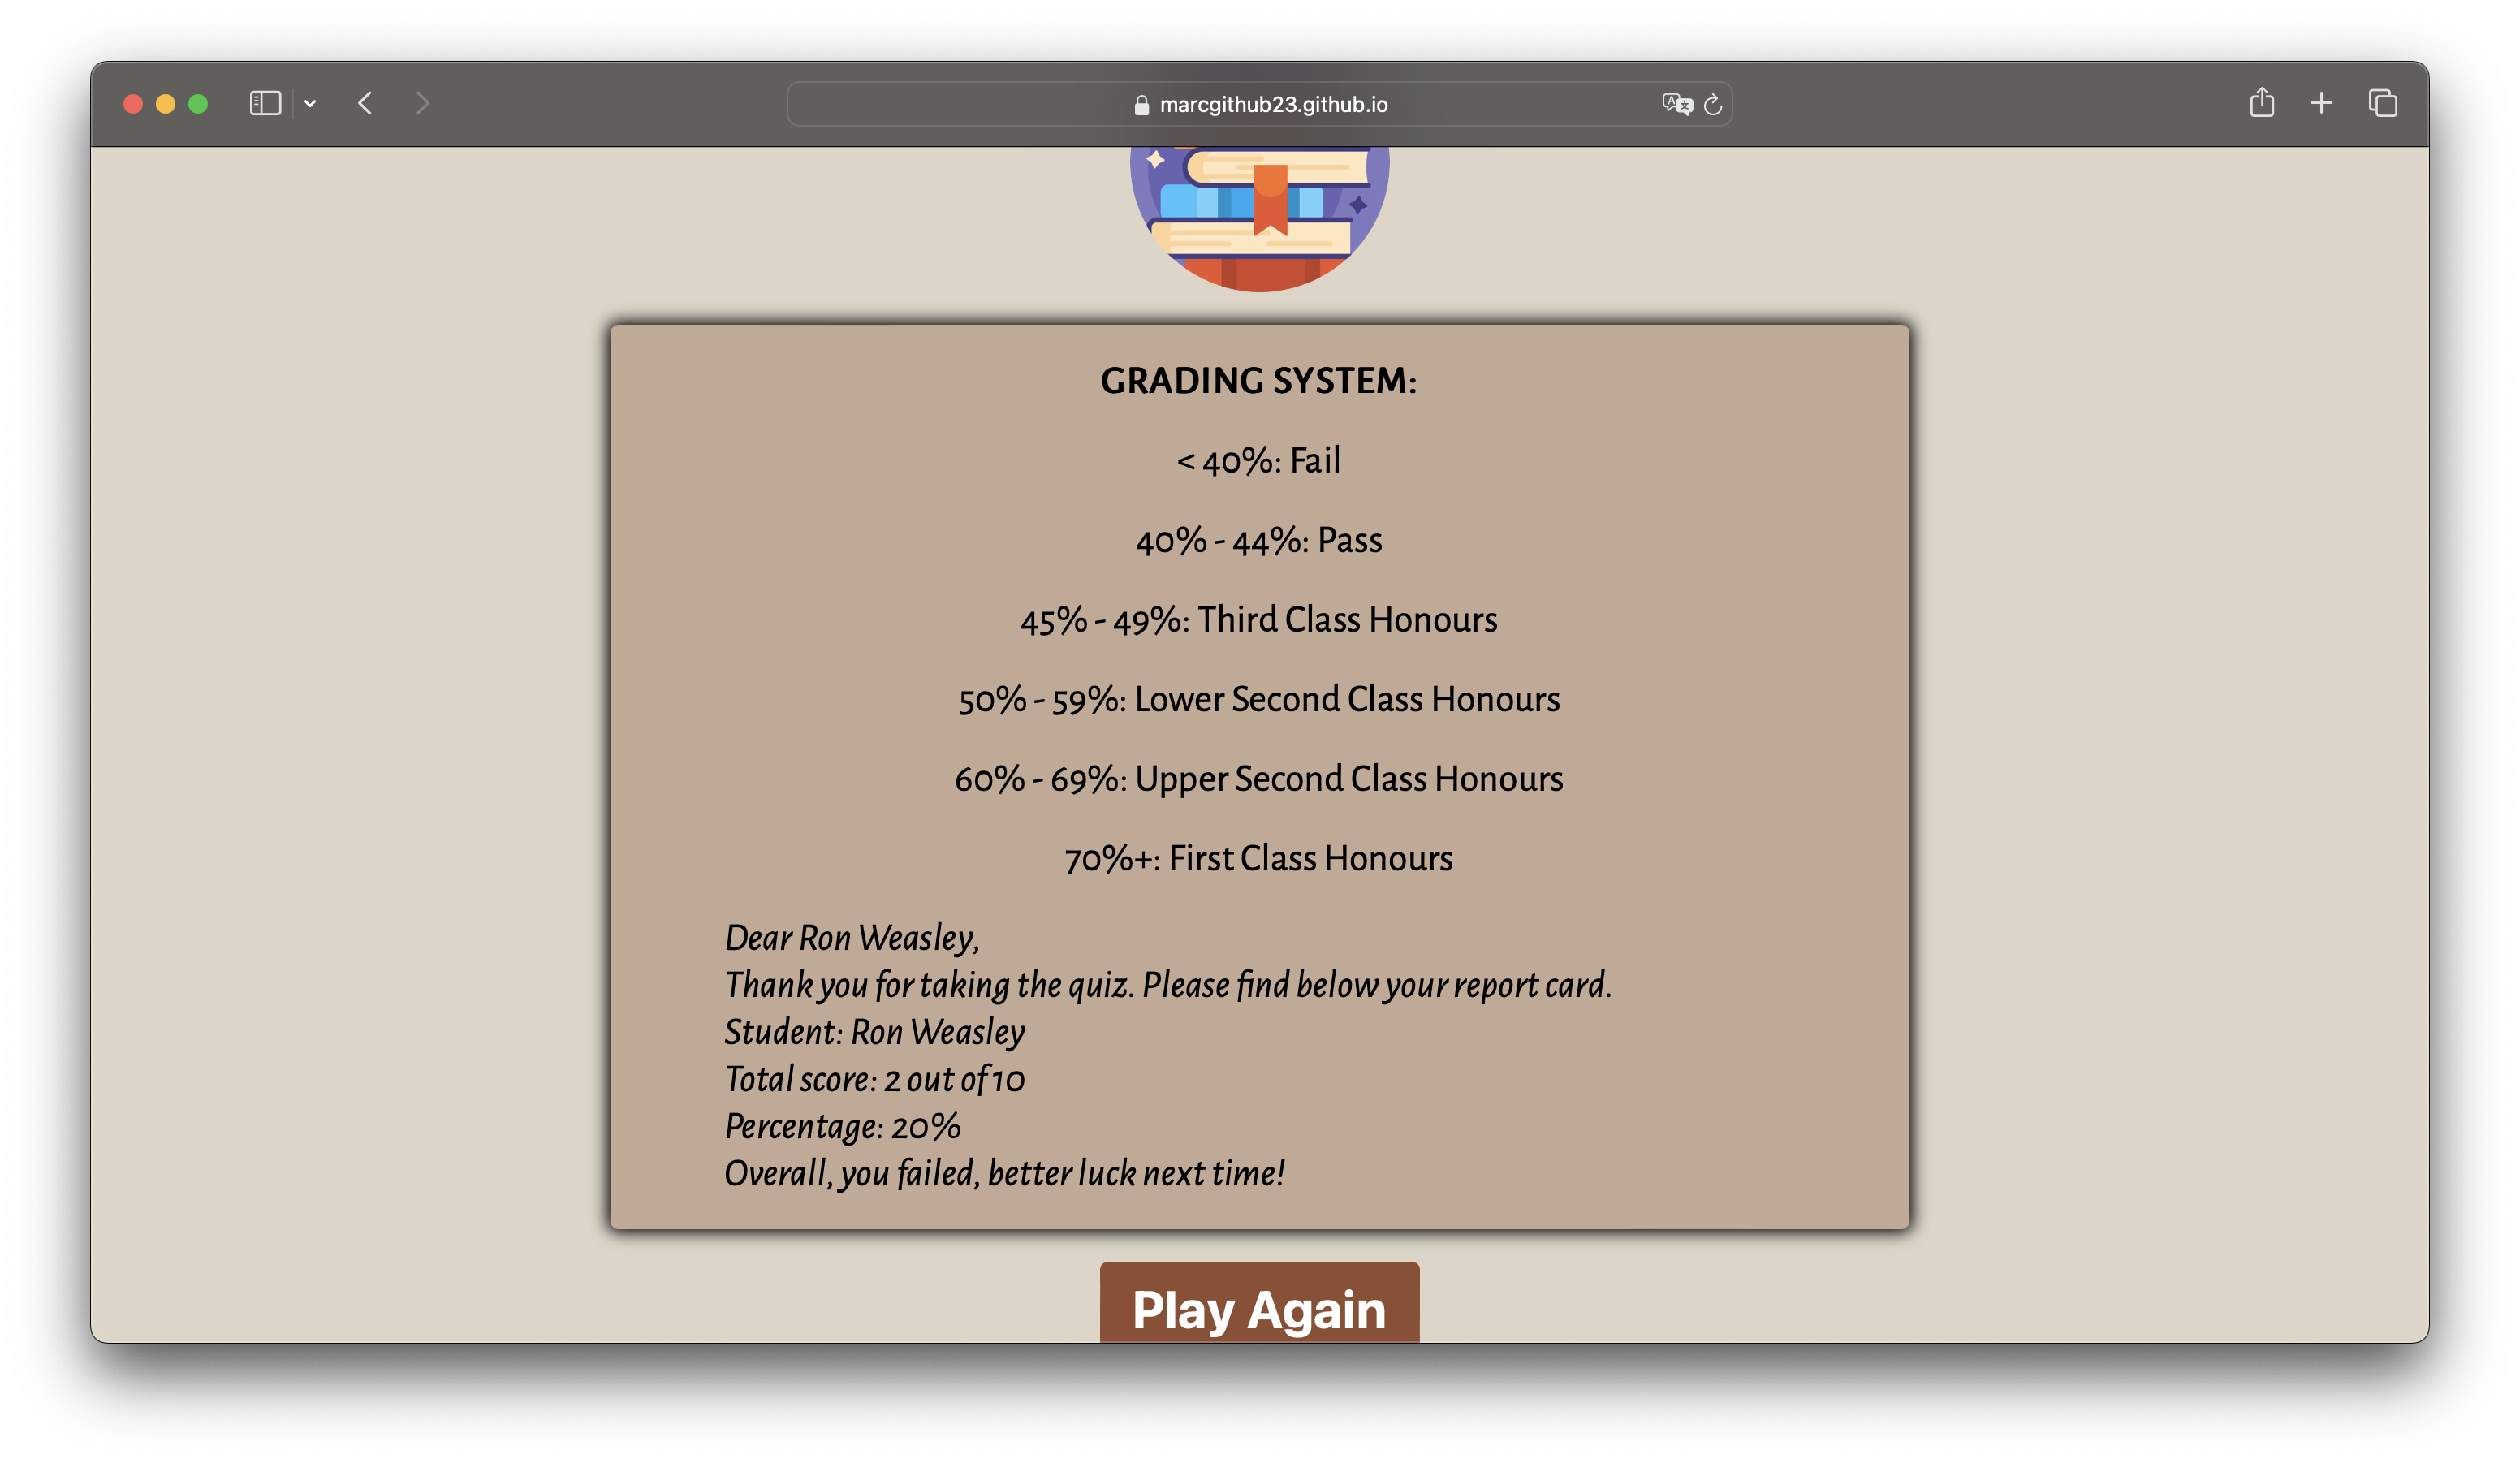 marcgithub23.github.io
GRADING SYSTEM:
< 40%: Fail
40% - 44%: Pass
45% - 49%: Third Class Honours
50% - 59%: Lower Second Class Honours
60% - 69%: Upper Second Class Honours
70%+: First Class Honours
Dear Ron Weasley,
Thank you for taking the quiz. Please find below your report card.
Student: Ron Weasley
Total score: 2 out of 10
Percentage: 20%
Overall, you failed, better luck next time!
Play Again